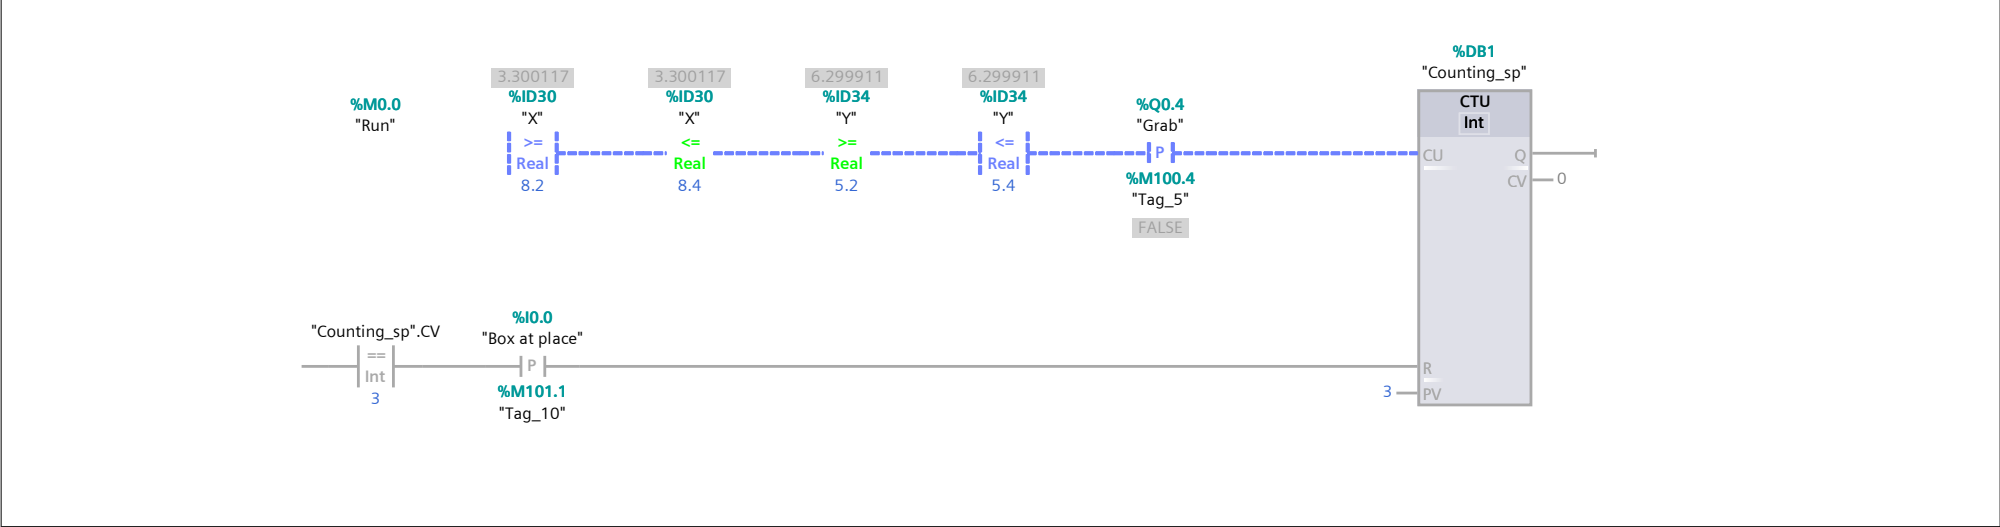 %DB1
"Counting_sp"
3.300117 3.300117 6.299911 6.299911
%M0.0 %ID30 %ID30 %ID34 %ID34 %Q0.4
"Run" "X" "X" "Y" "Y" "Grab"
CTU
Int
>= <= >= <= P
Real Real Real Real
8.2 8.4 5.2 5.4
CU Q
CV 0
%M100.4
"Tag_5"
FALSE
"Counting_sp".CV %I0.0
"Box at place"
== P
Int
3
%M101.1
"Tag_10"
R
3 PV